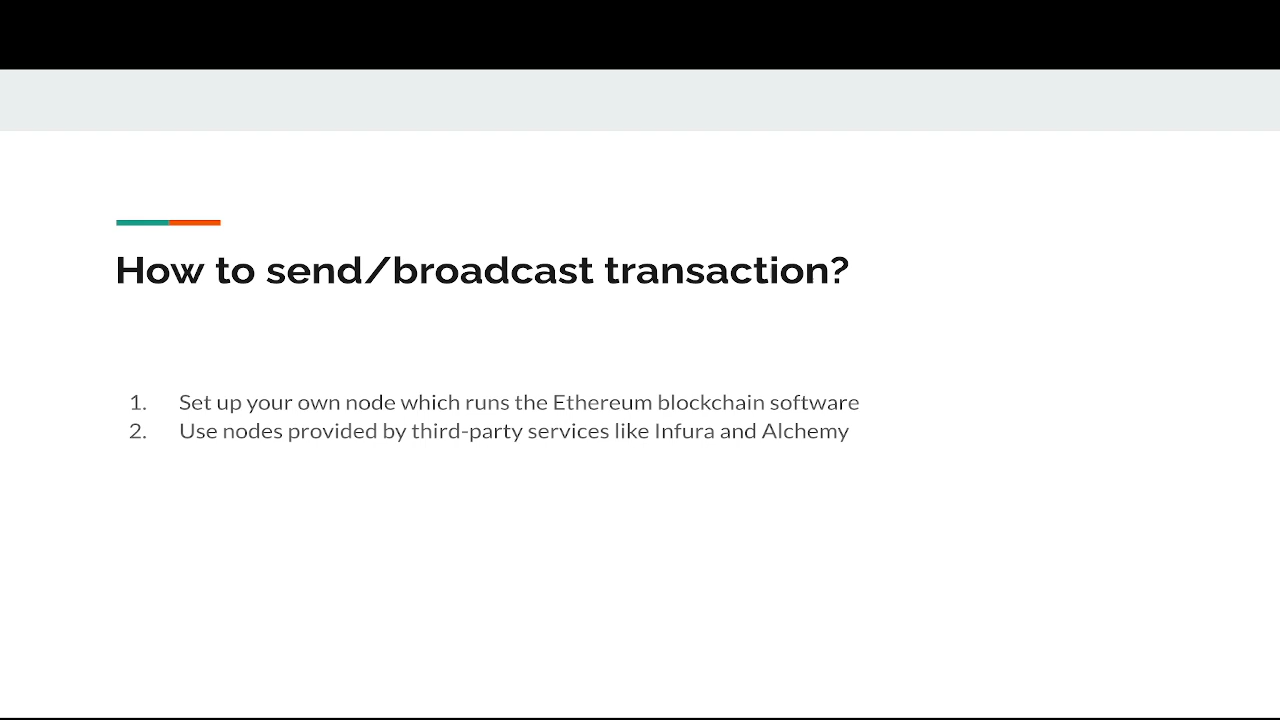 How to send/broadcast transaction?
1. Set up your own node which runs the Ethereum blockchain software
2. Use nodes provided by third-party services like Infura and Alchemy